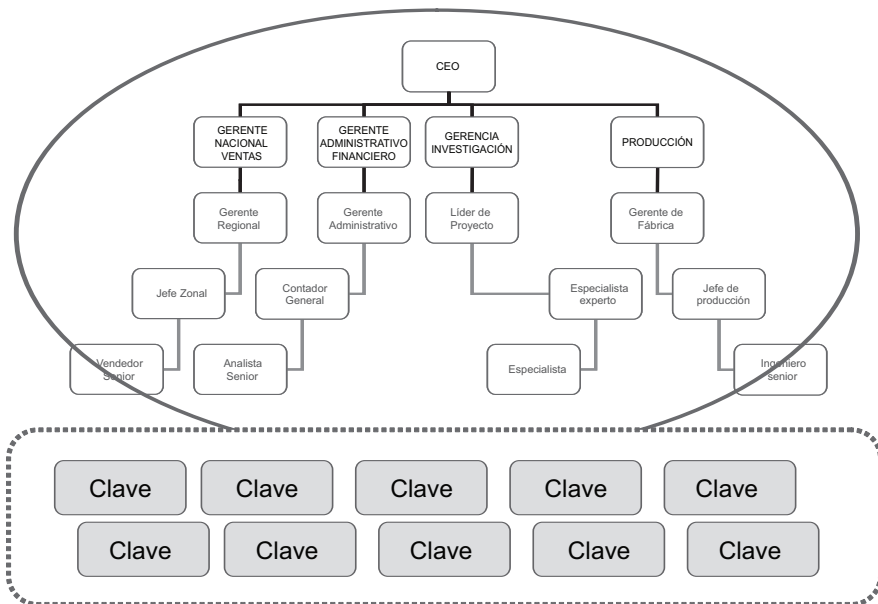 CEO
GERENTE
NACIONAL
VENTAS
GERENTE
ADMINISTRATIVO
FINANCIERO
GERENCIA
INVESTIGACIÓN
PRODUCCIÓN
Gerente
Regional
Gerente
Administrativo
Líder de
Proyecto
Gerente de
Fábrica
Jefe Zonal
Contador
General
Especialista
experto
Jefe de
producción
Vendedor
Senior
Analista
Senior
Especialista
Ingeniero
senior
Clave
Clave
Clave
Clave
Clave
Clave
Clave
Clave
Clave
Clave